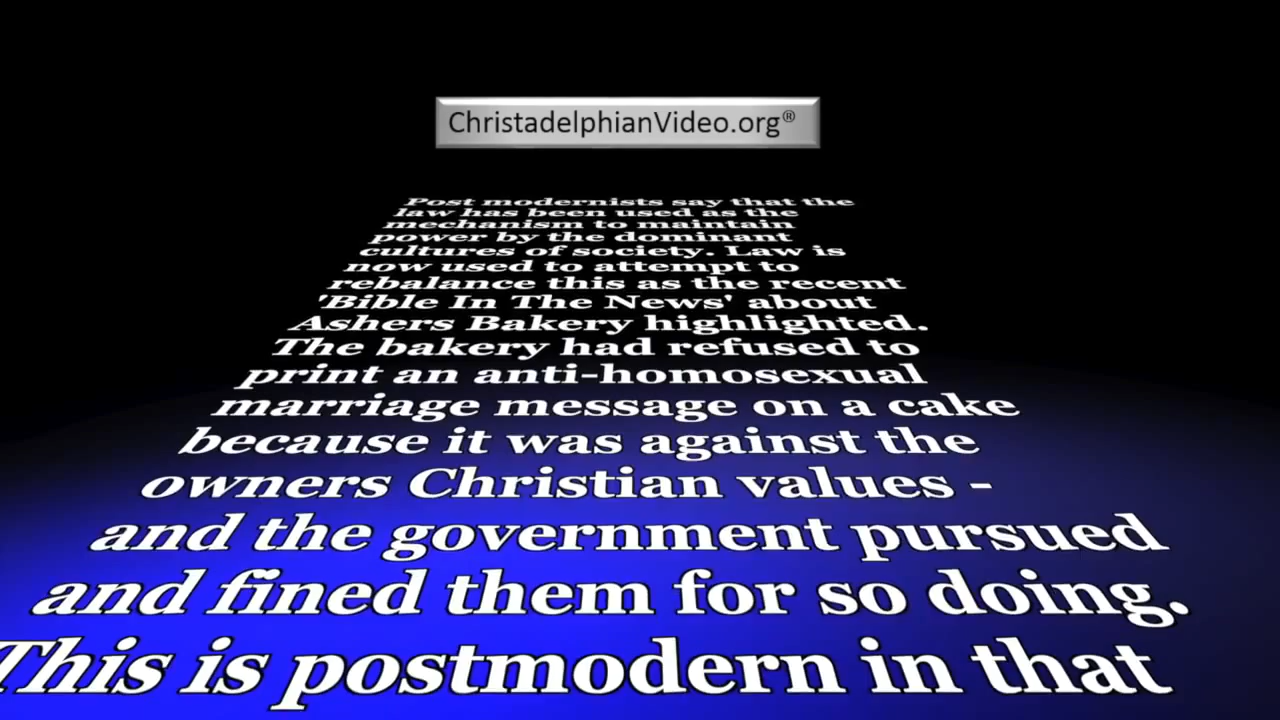 ChristadelphianVideo.org®
Post modernists say that the
law has been used as the
mechanism to maintain
power by the dominant
cultures of society. Law is
now used to attempt to
rebalance this as the recent
'Bible In The News' about
Ashers Bakery highlighted.
The bakery had refused to
print an anti-homosexual
marriage message on a cake
because it was against the
owners Christian values -
and the government pursued
and fined them for so doing.
This is postmodern in that